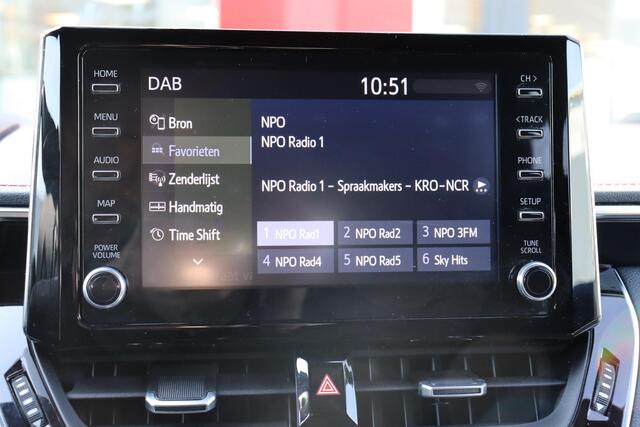 HOME
MENU
AUDIO
MAP
POWER
VOLUME
DAB
10:51
Bron
Favorieten
Zenderlijst
Handmatig
Time Shift
NPO
NPO Radio 1
NPO Radio 1 - Spraakmakers - KRO-NCR
1 NPO Rad1
2 NPO Rad2
3 NPO 3FM
4 NPO Rad4
5 NPO Rad5
6 Sky Hits
CH >
< TRACK
PHONE
SETUP
TUNE
SCROLL